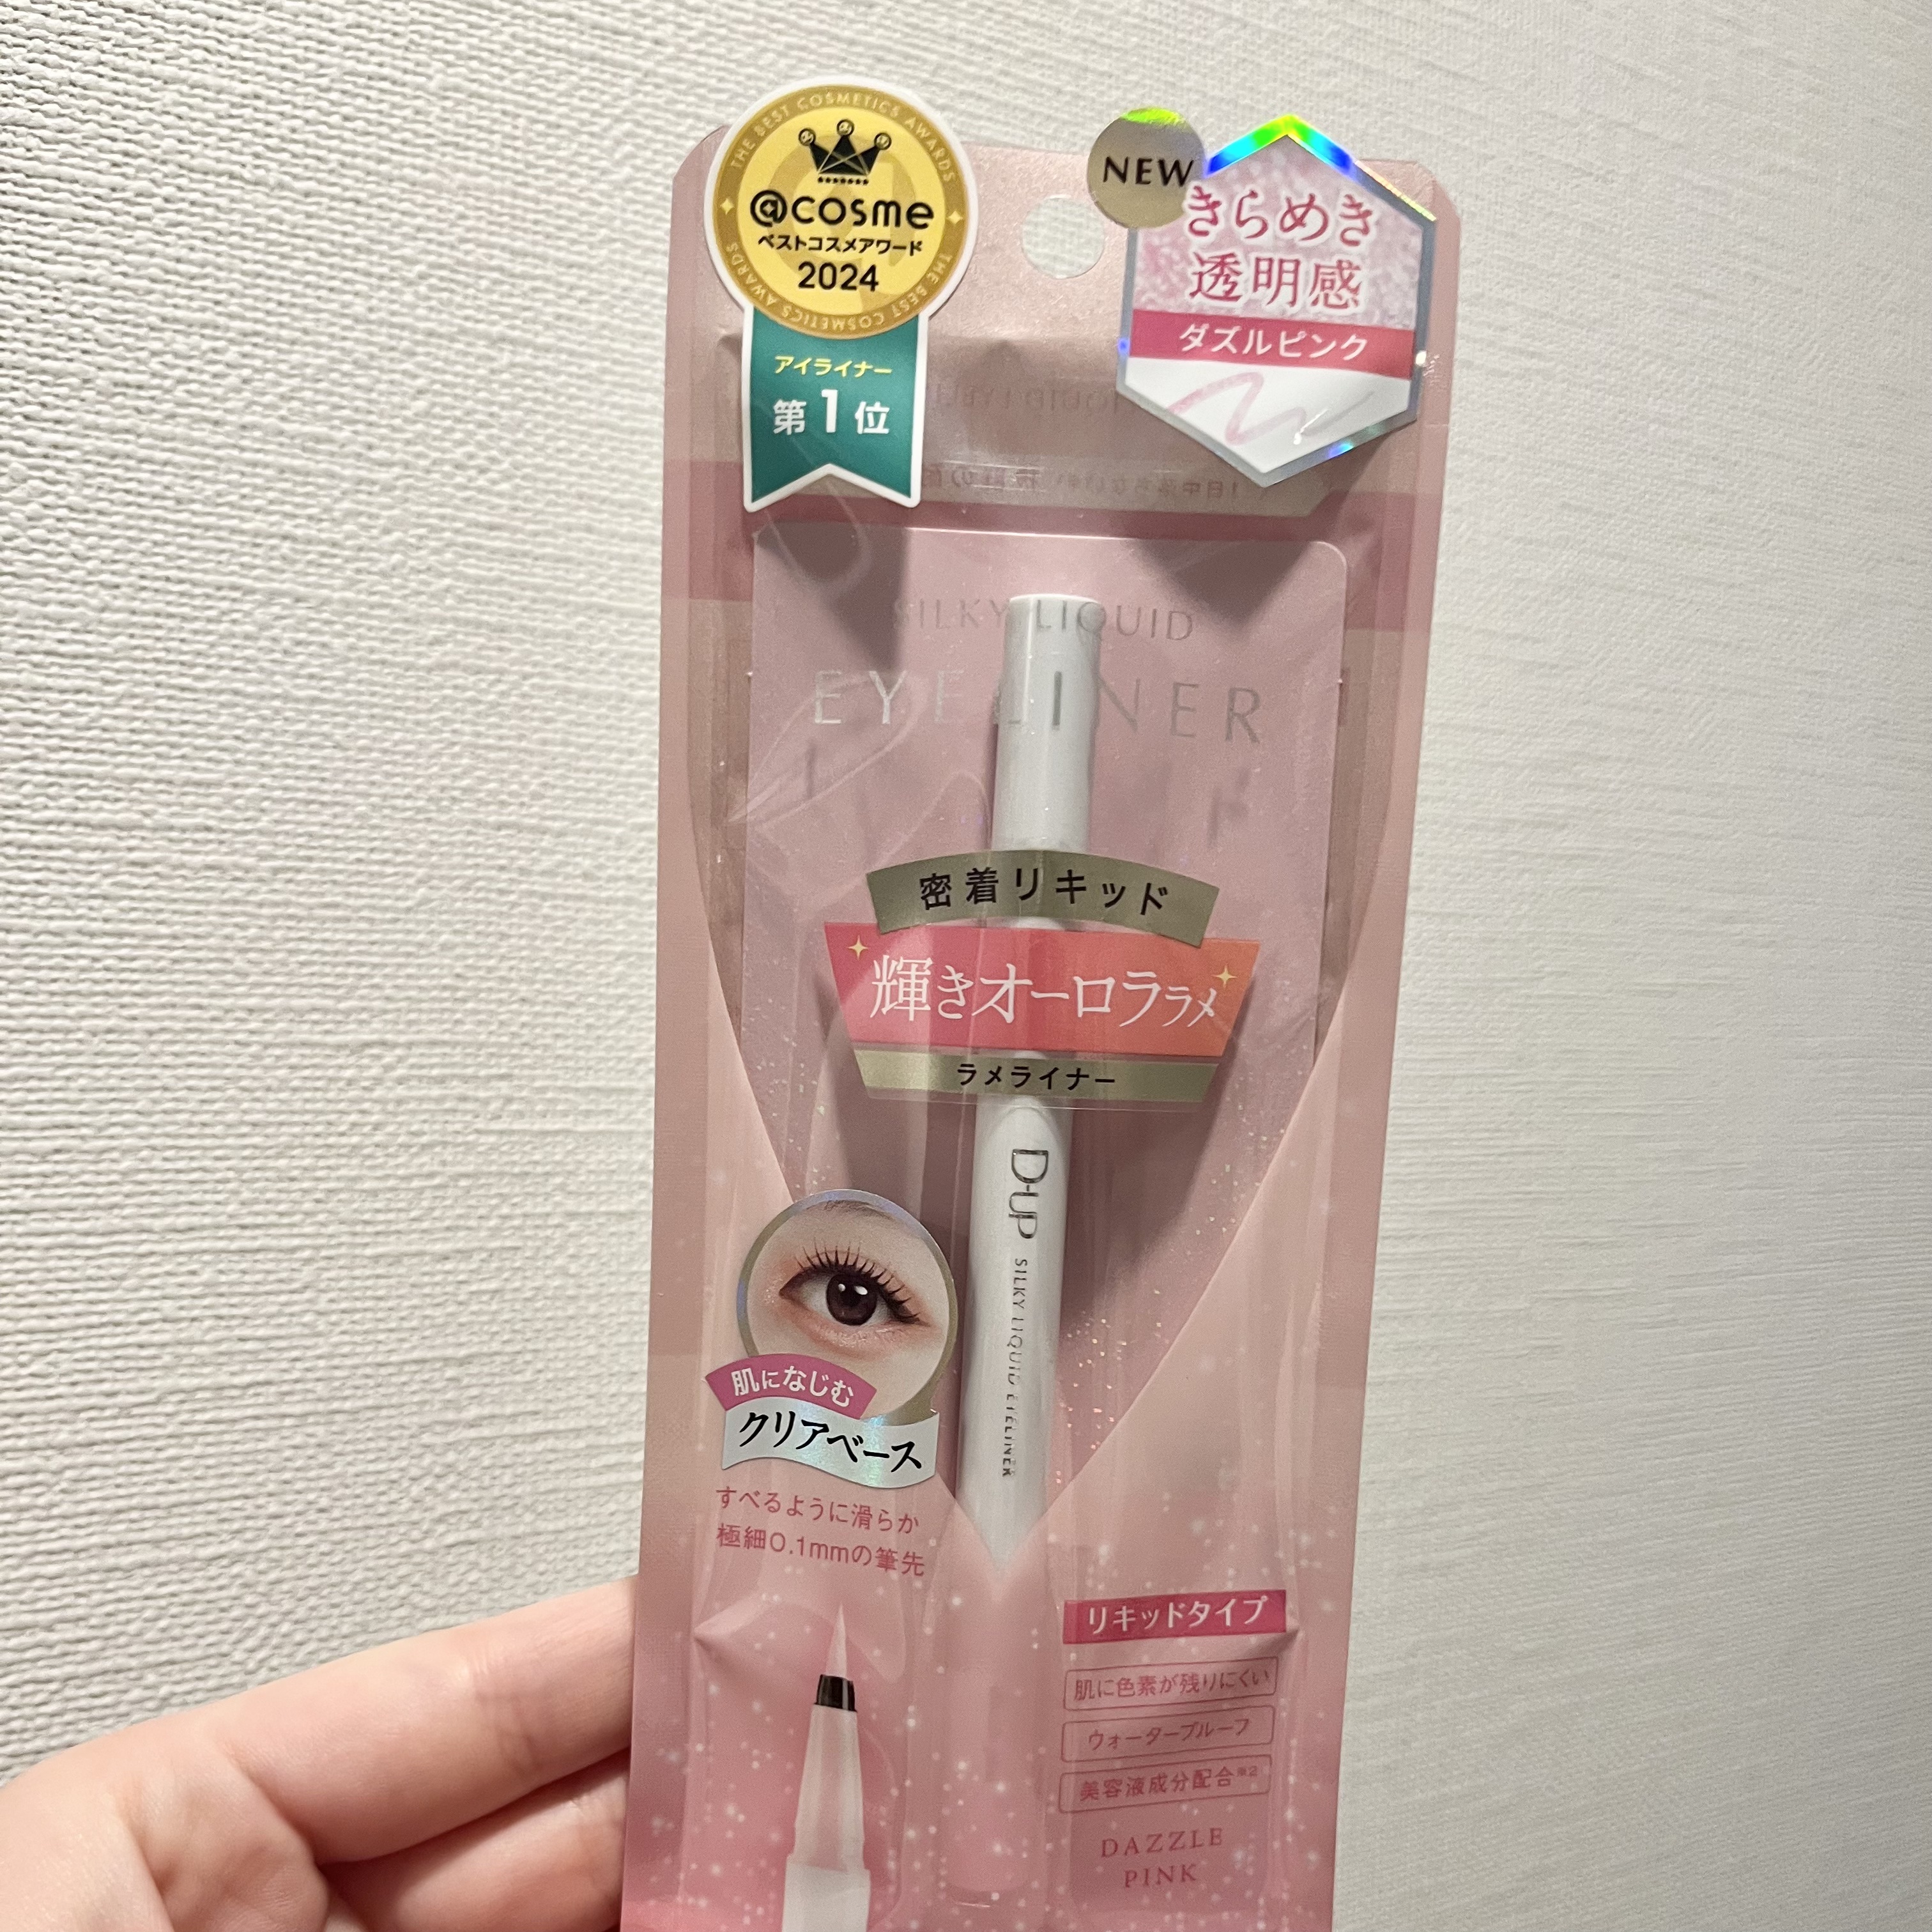 THE BEST COSMETICS AWARDS
@cosme
ベストコスメアワード
2024
THE BEST COSMETICS AWARDS
アイライナー
第1位
NEW
きらめき
透明感
ダズルピンク
SILKY LIQUID
EYELINER
密着リキッド
輝きオーロララメ
ラメライナー
D-UP
SILKY LIQUID EYELINER
肌になじむ
クリアベース
すべるように滑らか
極細0.1mmの筆先
リキッドタイプ
肌に色素が残りにくい
ウォータープルーフ
美容液成分配合※2
DAZZLE
PINK